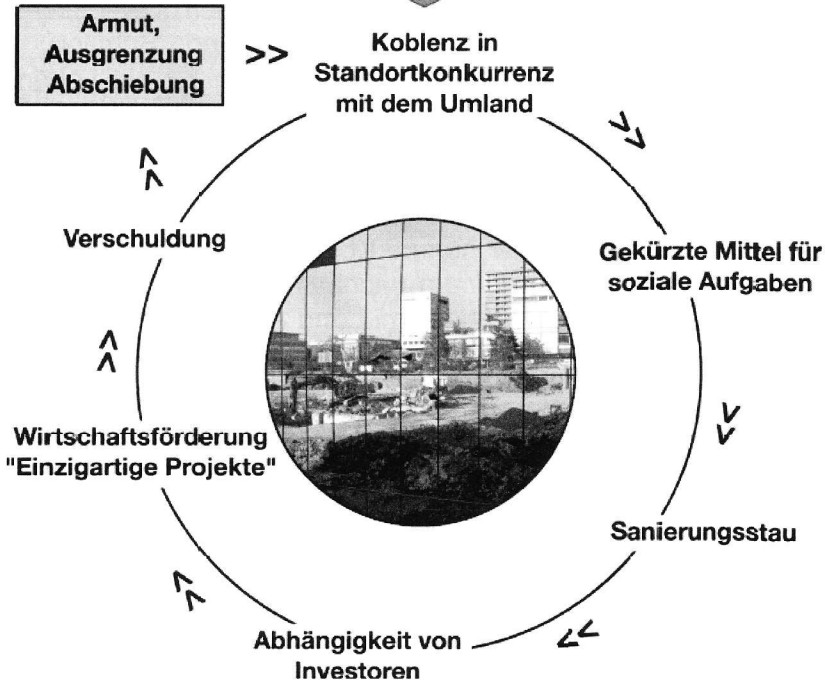 Armut,
Ausgrenzung
Abschiebung
>>
Koblenz in
Standortkonkurrenz
mit dem Umland
Gekürzte Mittel für
soziale Aufgaben
Sanierungsstau
Abhängigkeit von
Investoren
Wirtschaftsförderung
"Einzigartige Projekte"
Verschuldung